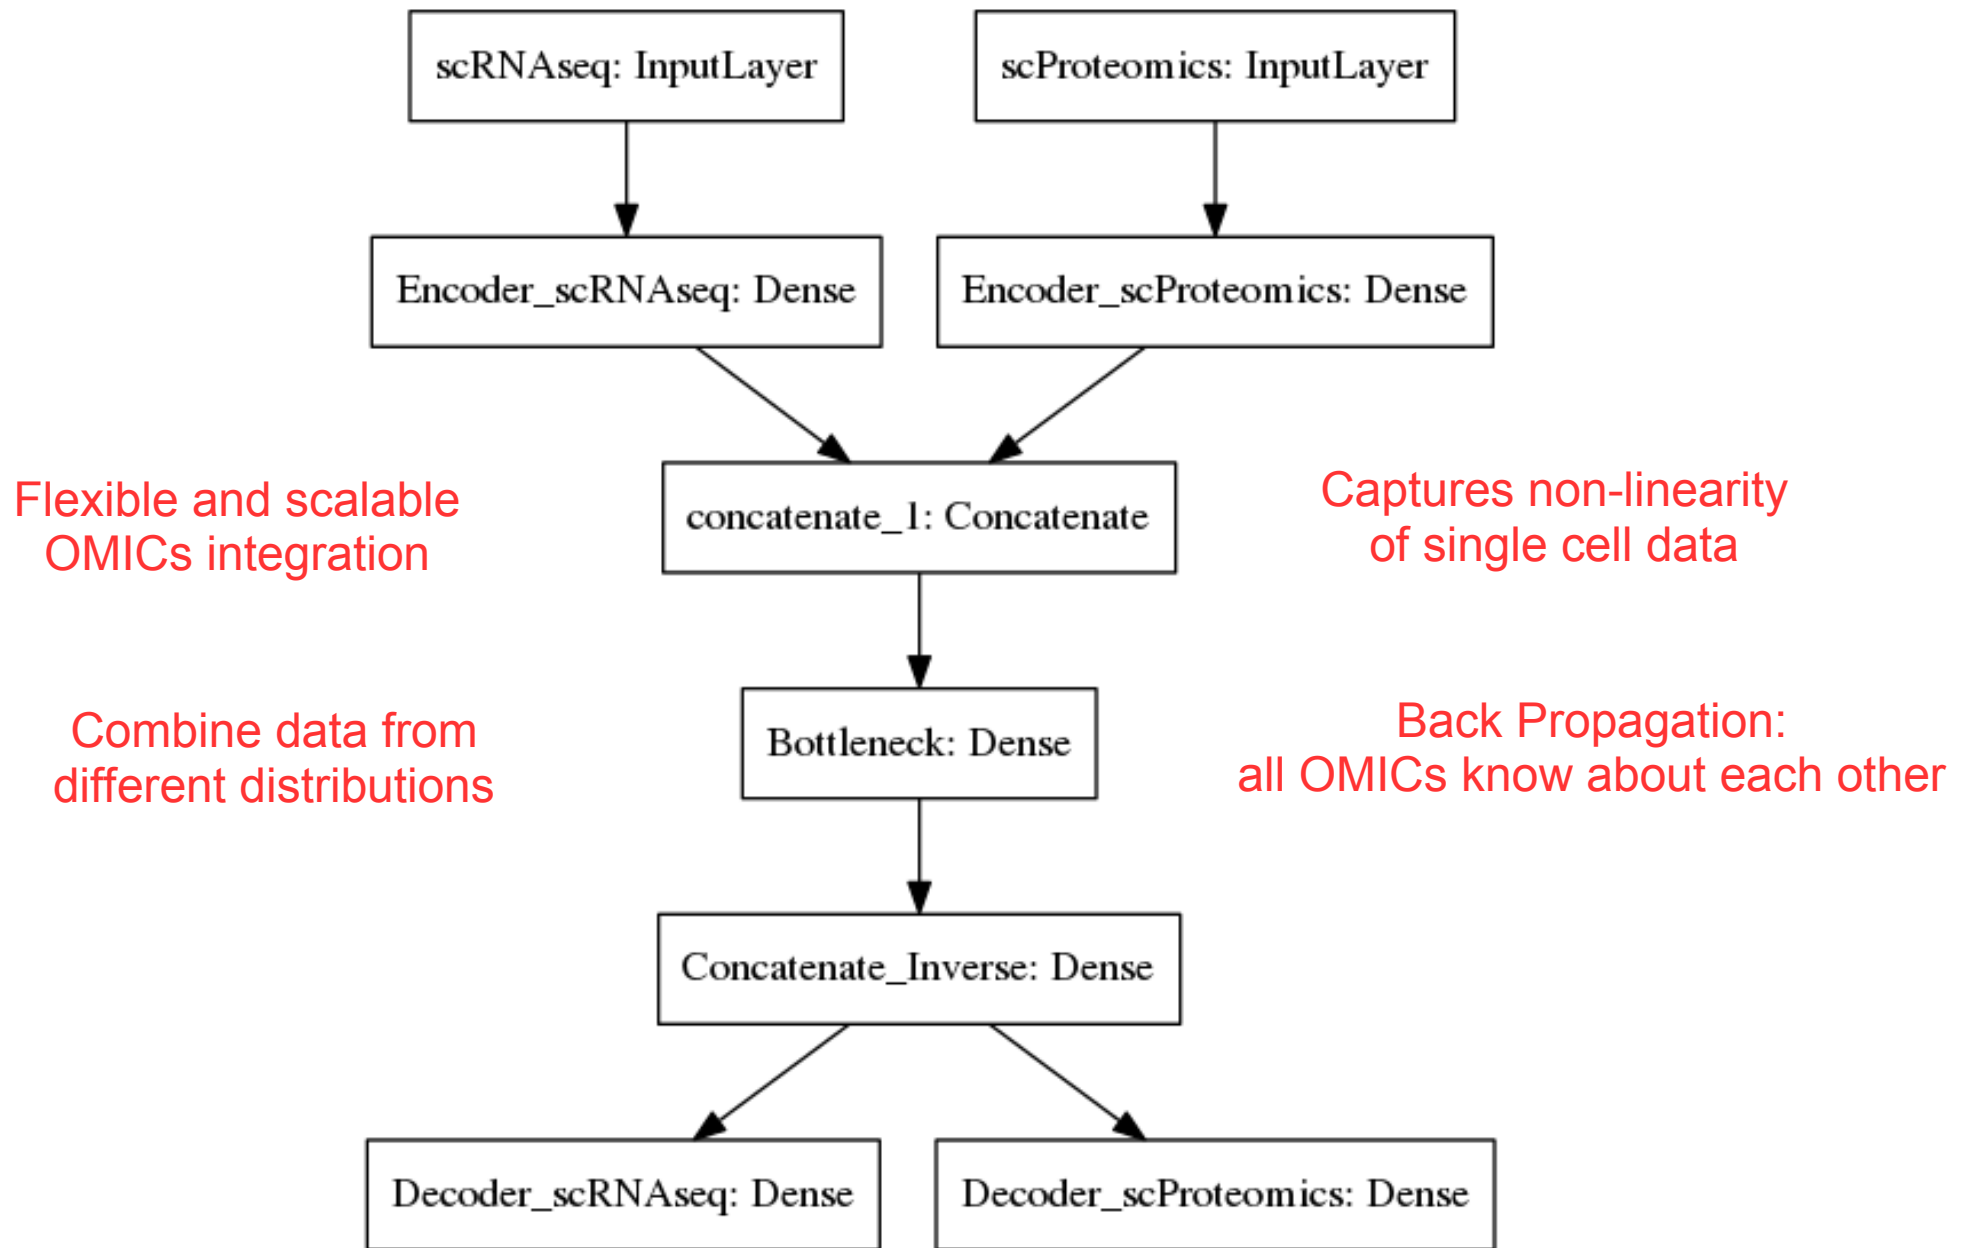 scRNAseq: InputLayer
scProteomics: InputLayer
Encoder_scRNAseq: Dense
Encoder_scProteomics: Dense
Flexible and scalable
OMICs integration
concatenate_1: Concatenate
Captures non-linearity
of single cell data
Combine data from
different distributions
Bottleneck: Dense
Back Propagation:
all OMICs know about each other
Concatenate_Inverse: Dense
Decoder_scRNAseq: Dense
Decoder_scProteomics: Dense